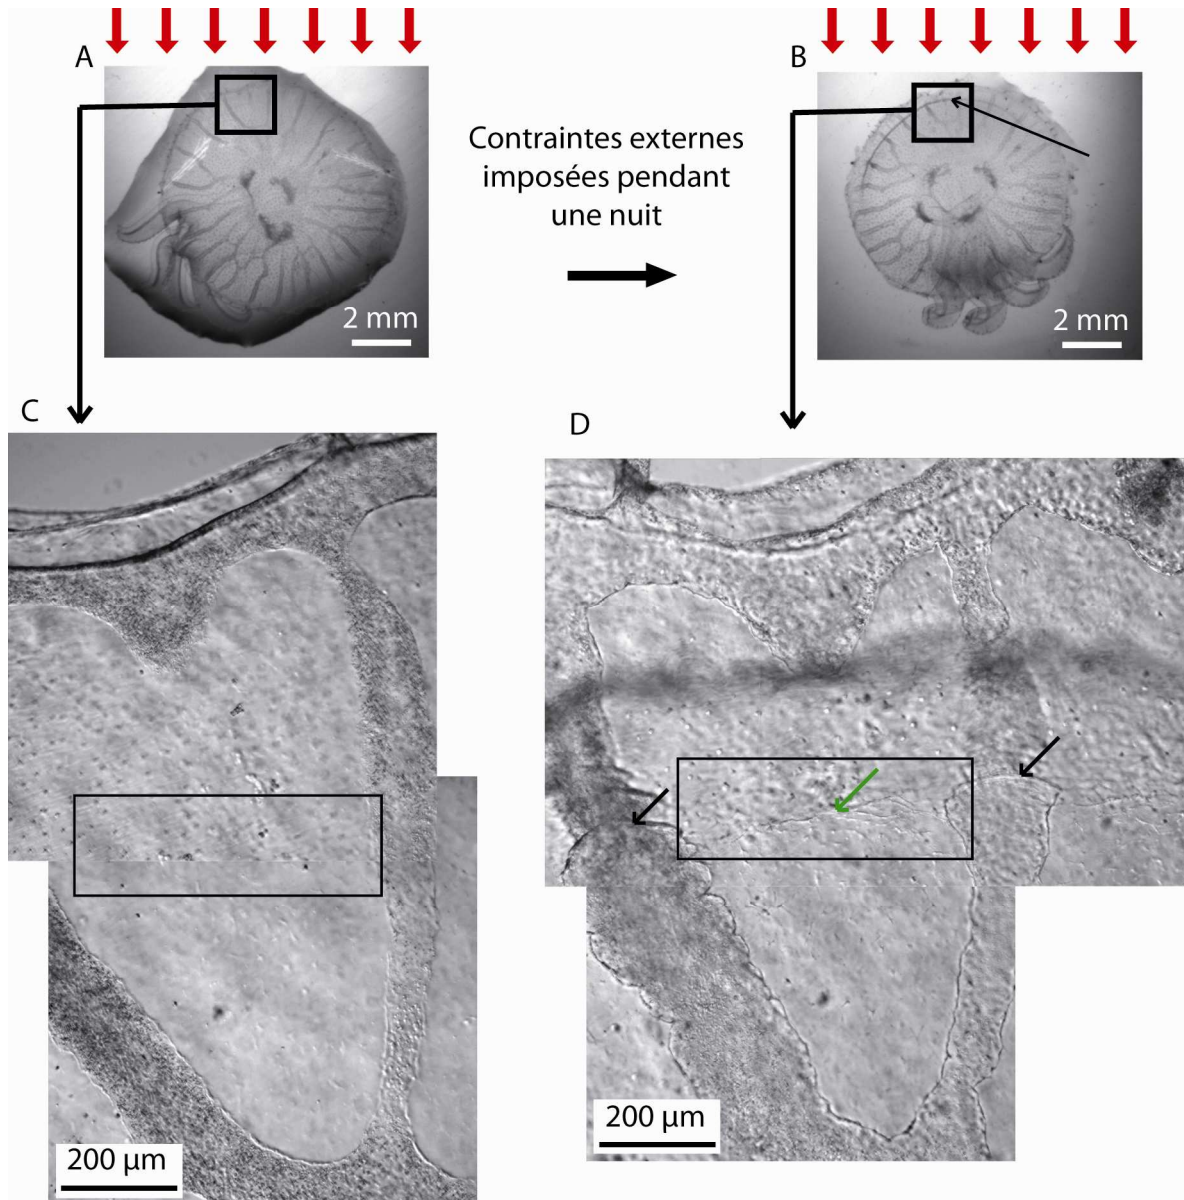 A
B
Contraintes externes
imposées pendant
une nuit
2 mm
2 mm
C
D
200 µm
200 µm